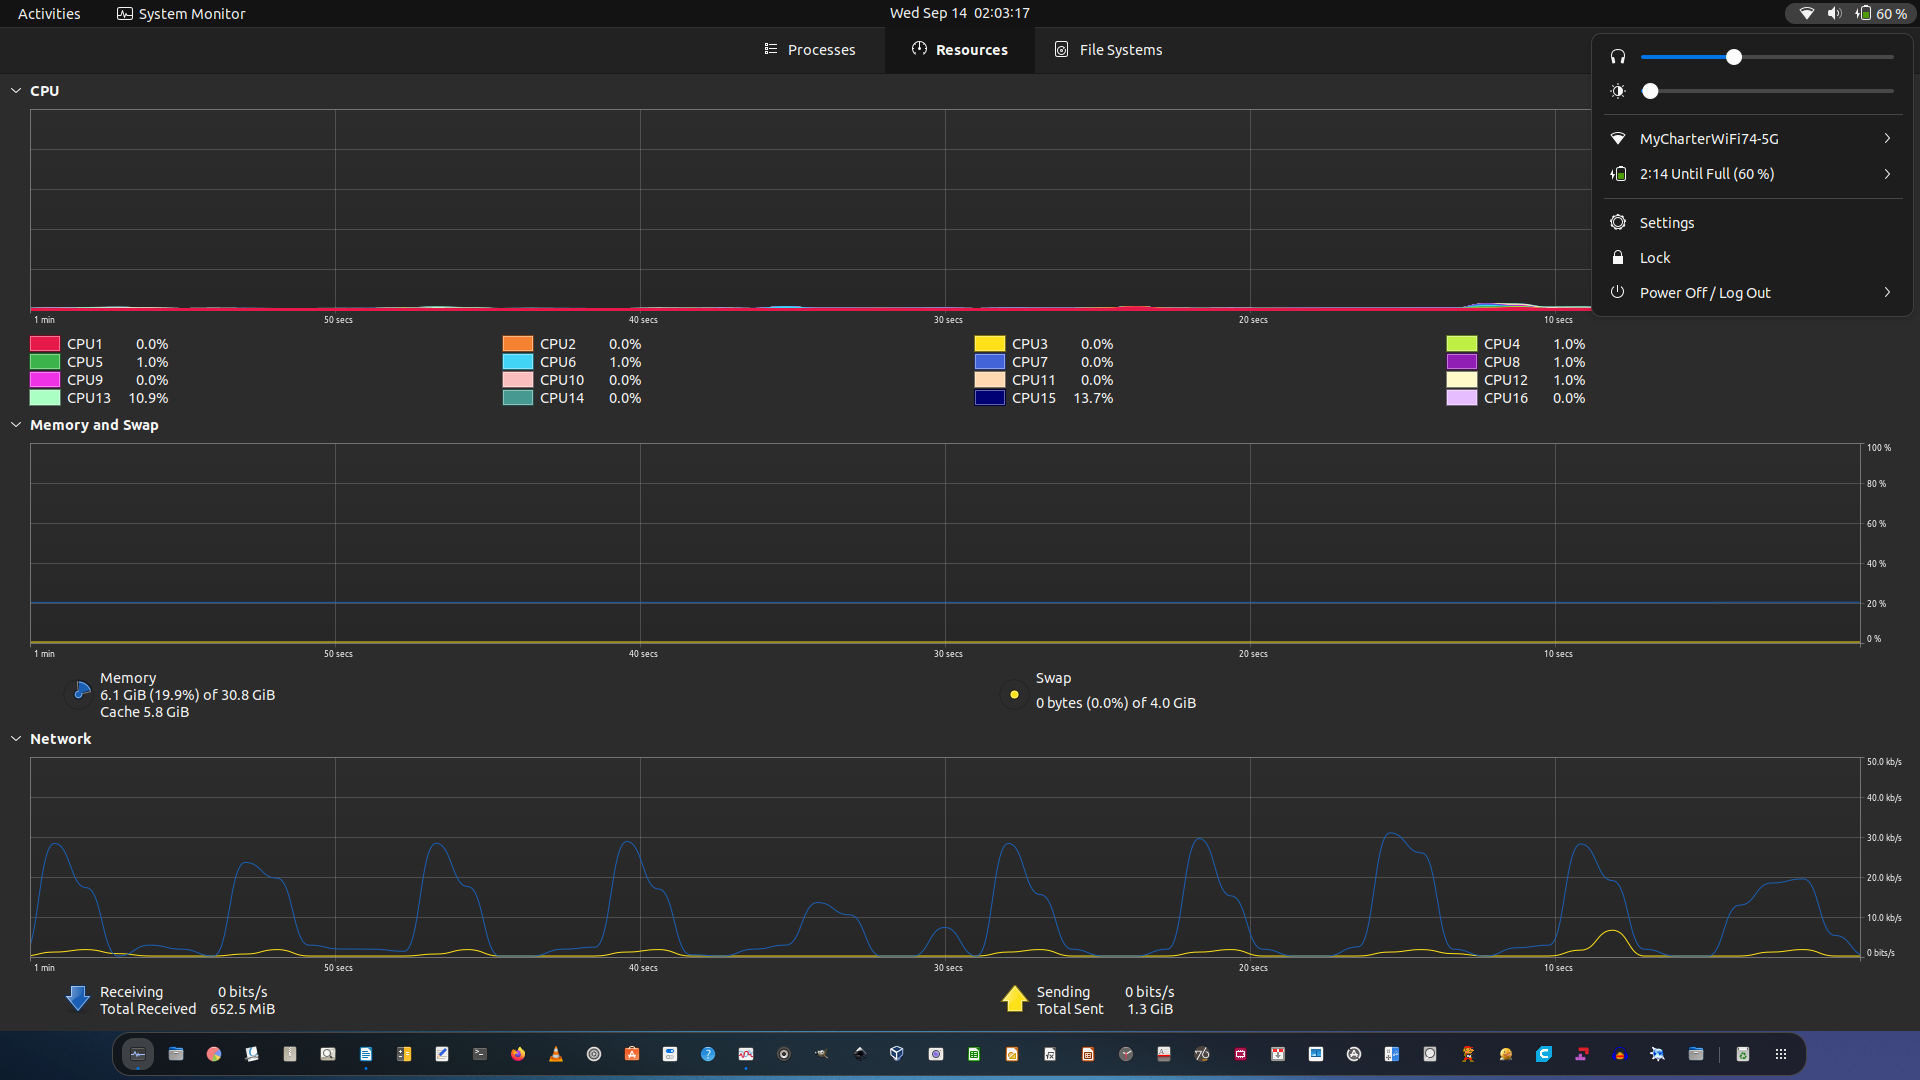 Activities System Monitor Wed Sep 14 02:03:17 60 %
Processes Resources File Systems
CPU
1 min 50 secs 40 secs 30 secs 20 secs 10 secs
CPU1 0.0% CPU2 0.0% CPU3 0.0% CPU4 1.0%
CPU5 1.0% CPU6 1.0% CPU7 0.0% CPU8 1.0%
CPU9 0.0% CPU10 0.0% CPU11 0.0% CPU12 1.0%
CPU13 10.9% CPU14 0.0% CPU15 13.7% CPU16 0.0%
MyCharterWiFi74-5G
2:14 Until Full (60 %)
Settings
Lock
Power Off / Log Out
Memory and Swap
100 %
80 %
60 %
40 %
20 %
0 %
1 min 50 secs 40 secs 30 secs 20 secs 10 secs
Memory
6.1 GiB (19.9%) of 30.8 GiB
Cache 5.8 GiB
Swap
0 bytes (0.0%) of 4.0 GiB
Network
50.0 kb/s
40.0 kb/s
30.0 kb/s
20.0 kb/s
10.0 kb/s
0 bits/s
1 min 50 secs 40 secs 30 secs 20 secs 10 secs
Receiving 0 bits/s
Total Received 652.5 MiB
Sending 0 bits/s
Total Sent 1.3 GiB
76